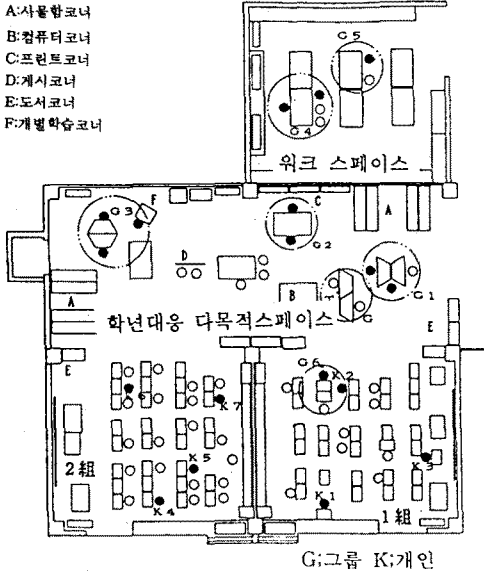 A:사물함코너
B:컴퓨터코너
C:프린트코너
D:게시코너
E:도서코너
F:개별학습코너
G5
G4
워크 스페이스
F
G3
C
A
G2
D
B
G1
G
A
학년대응 다목적스페이스
E
E
G6
K2
K7
K5
2組
K3
K4
K1
1組
G;그룹 K;개인